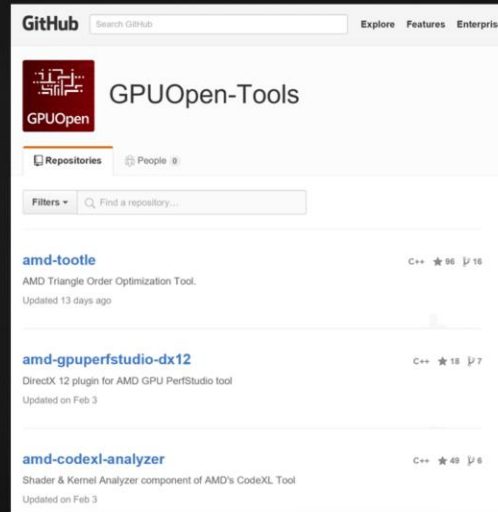 GitHub Search GitHub Explore Features Enterpris
GPUOpen
GPUOpen-Tools
Repositories People 0
Filters Find a repository...
amd-tootle C++ 96 16
AMD Triangle Order Optimization Tool.
Updated 13 days ago
amd-gpuperfstudio-dx12 C++ 18 7
DirectX 12 plugin for AMD GPU PerfStudio tool
Updated on Feb 3
amd-codexl-analyzer C++ 49 6
Shader & Kernel Analyzer component of AMD's CodeXL Tool
Updated on Feb 3